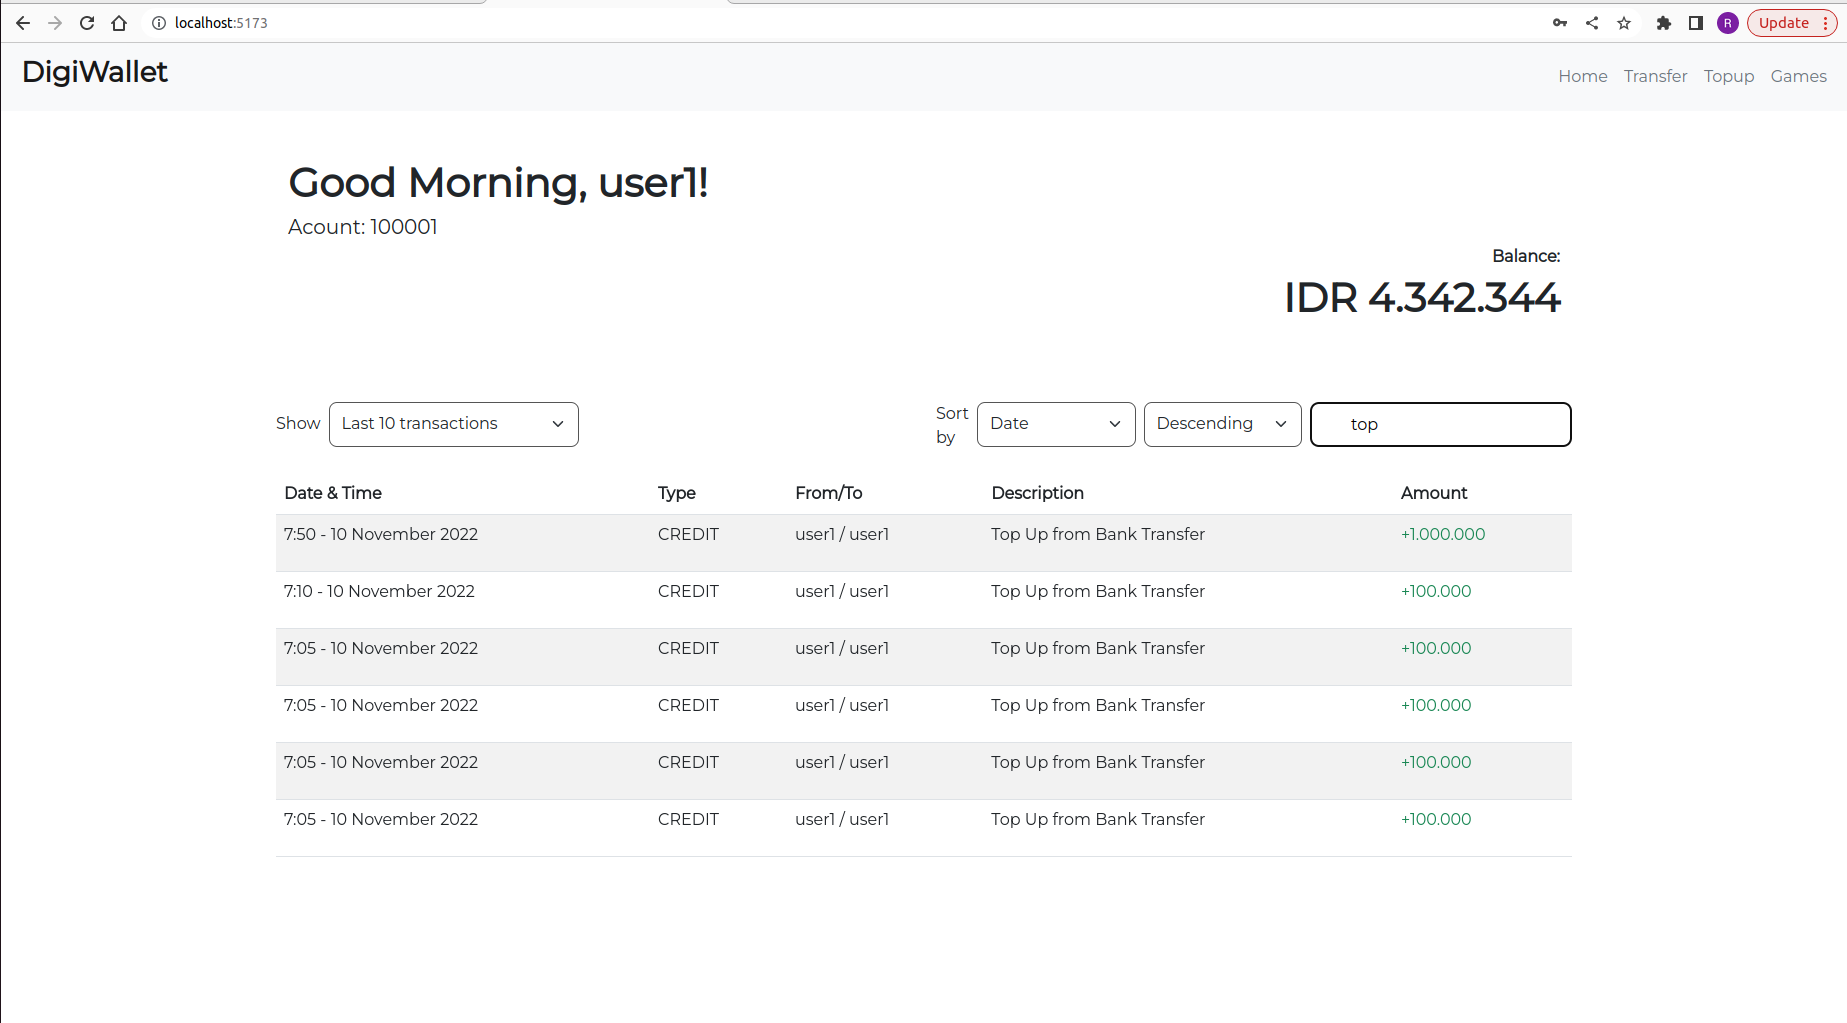 localhost:5173
R
Update
DigiWallet
Home Transfer Topup Games
Good Morning, user1!
Acount: 100001
Balance:
IDR 4.342.344
Show Last 10 transactions Sort by Date Descending top
Date & Time Type From/To Description Amount
7:50 - 10 November 2022 CREDIT user1 / user1 Top Up from Bank Transfer +1.000.000
7:10 - 10 November 2022 CREDIT user1 / user1 Top Up from Bank Transfer +100.000
7:05 - 10 November 2022 CREDIT user1 / user1 Top Up from Bank Transfer +100.000
7:05 - 10 November 2022 CREDIT user1 / user1 Top Up from Bank Transfer +100.000
7:05 - 10 November 2022 CREDIT user1 / user1 Top Up from Bank Transfer +100.000
7:05 - 10 November 2022 CREDIT user1 / user1 Top Up from Bank Transfer +100.000